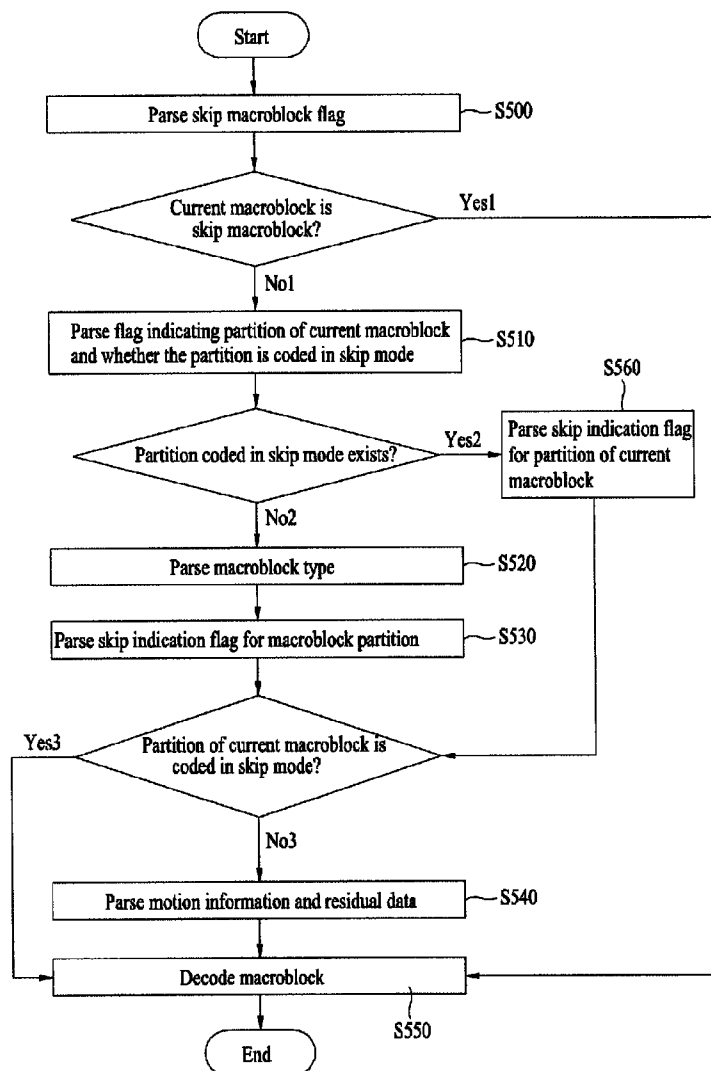 Start
Parse skip macroblock flag
S500
Current macroblock is
skip macroblock?
Yes1
No1
Parse flag indicating partition of current macroblock
and whether the partition is coded in skip mode
S510
S560
Partition coded in skip mode exists?
Yes2
Parse skip indication flag
for partition of current
macroblock
No2
Parse macroblock type
S520
Parse skip indication flag for macroblock partition
S530
Yes3
Partition of current macroblock is
coded in skip mode?
No3
Parse motion information and residual data
S540
Decode macroblock
S550
End